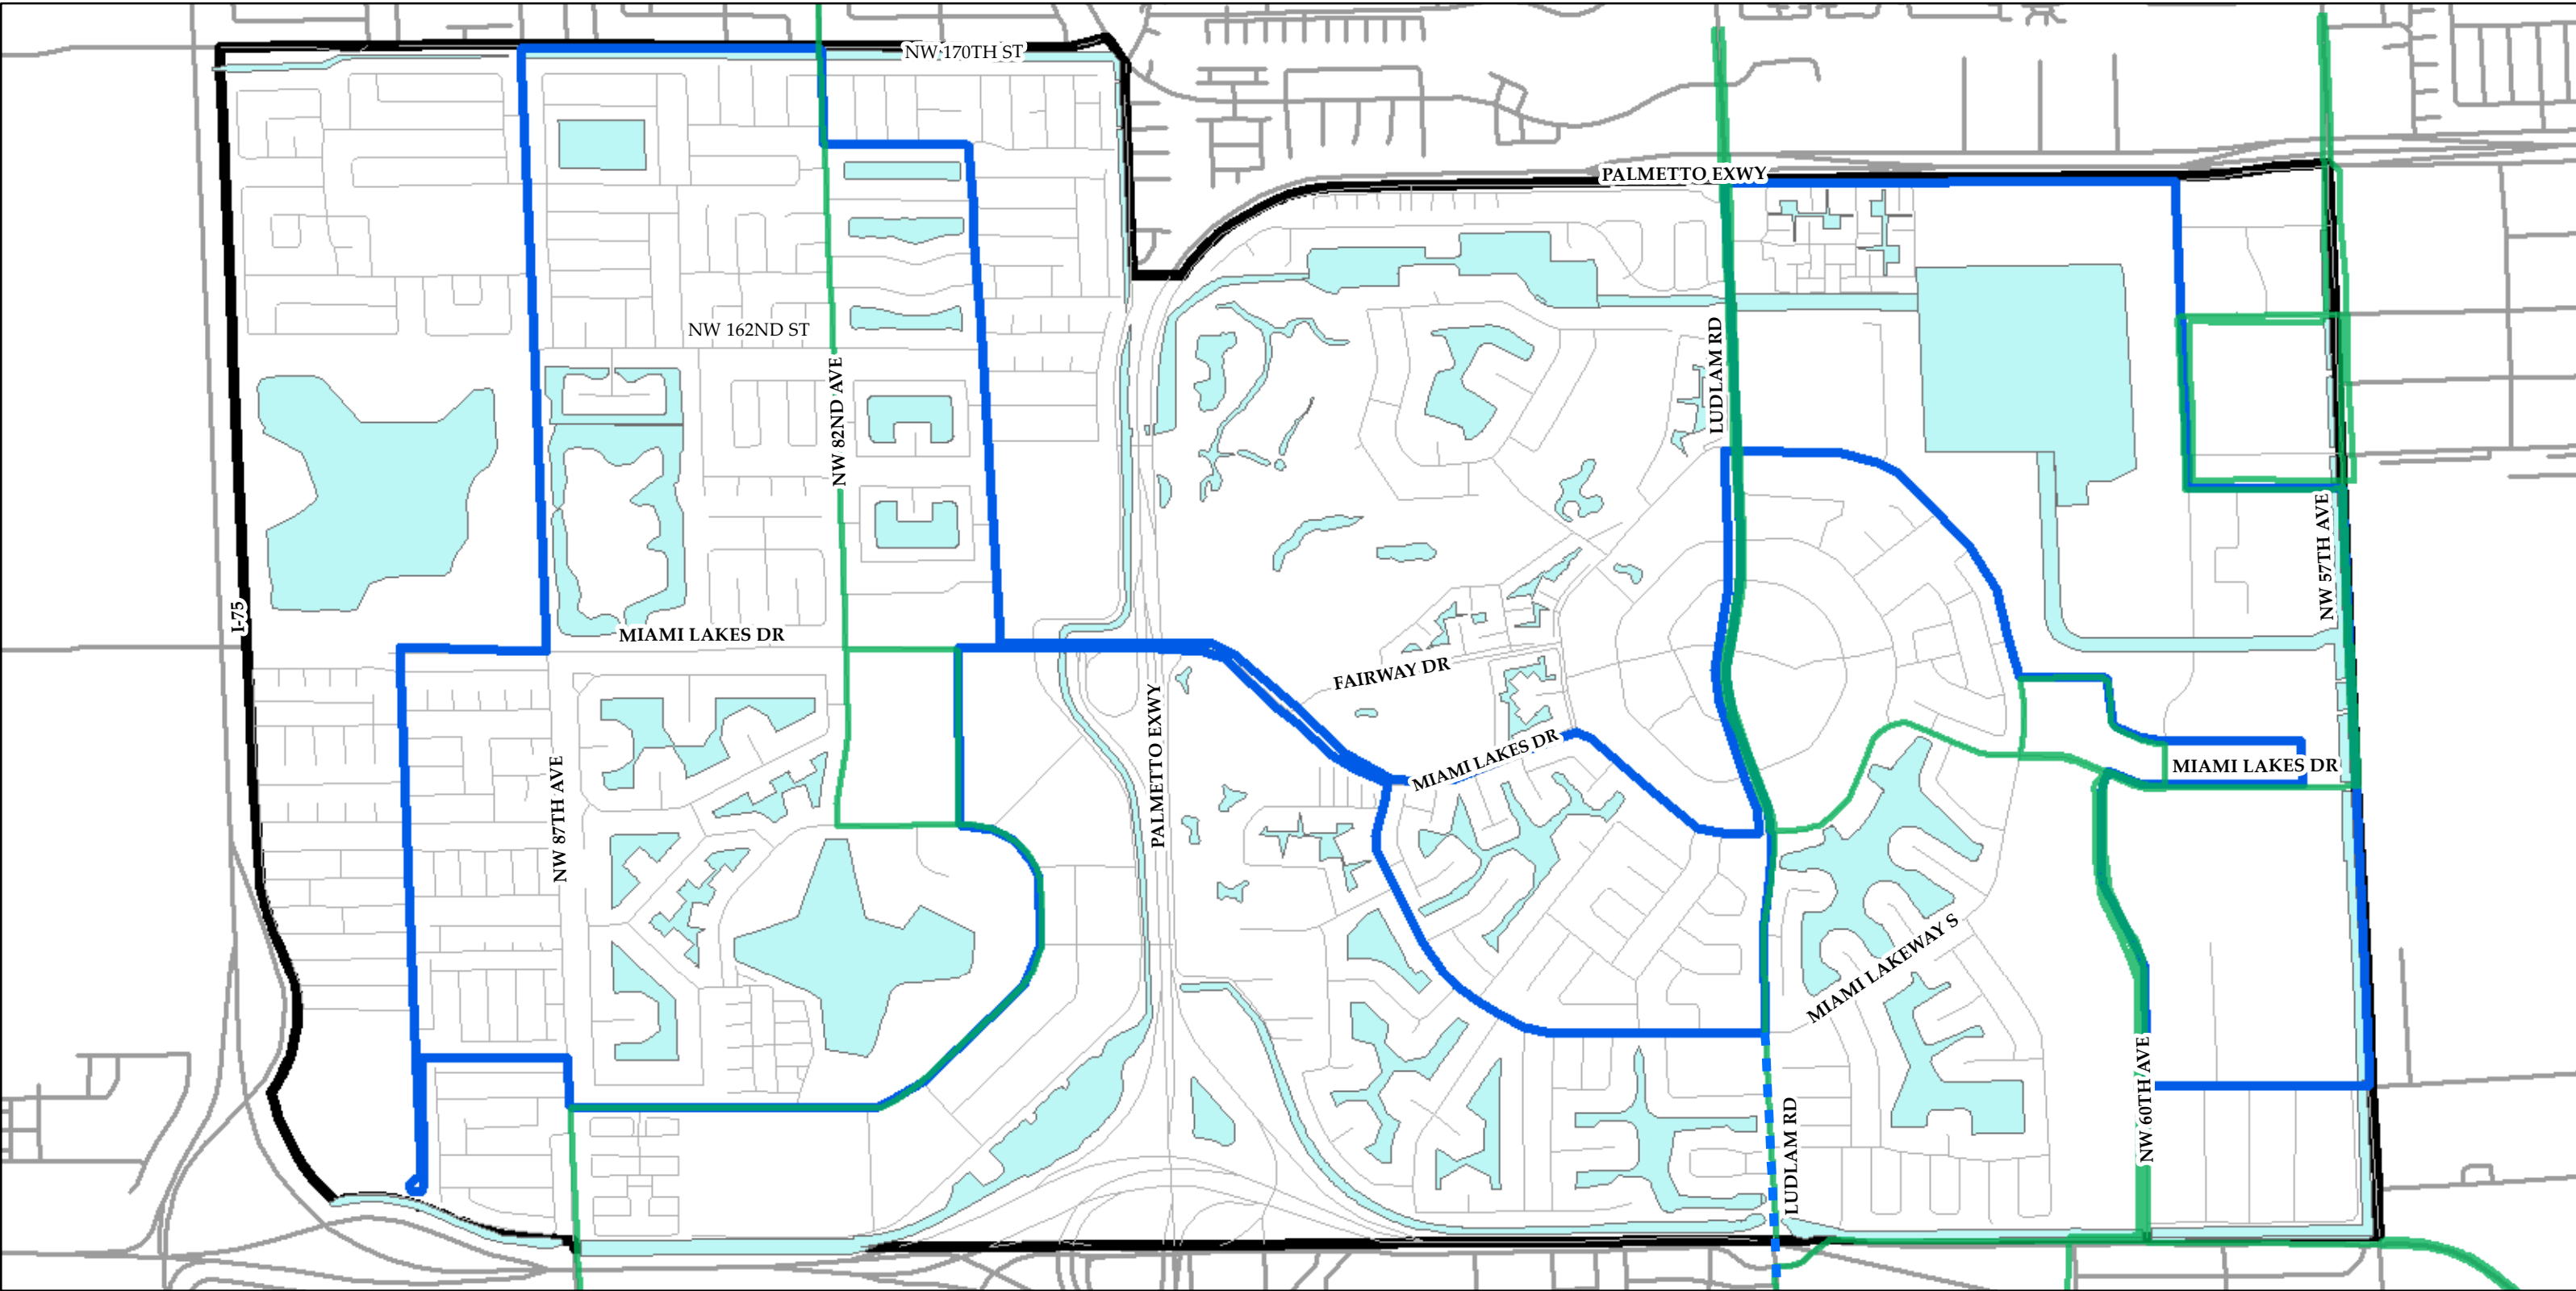 NW 170TH ST
PALMETTO EXWY
NW 162ND ST
LUDLAM RD
NW 82ND AVE
NW 57TH AVE
I-75
MIAMI LAKES DR
FAIRWAY DR
PALMETTO EXWY
MIAMI LAKES DR
MIAMI LAKES DR
NW 87TH AVE
MIAMI LAKEWAY S
NW 60TH AVE
LUDLAM RD